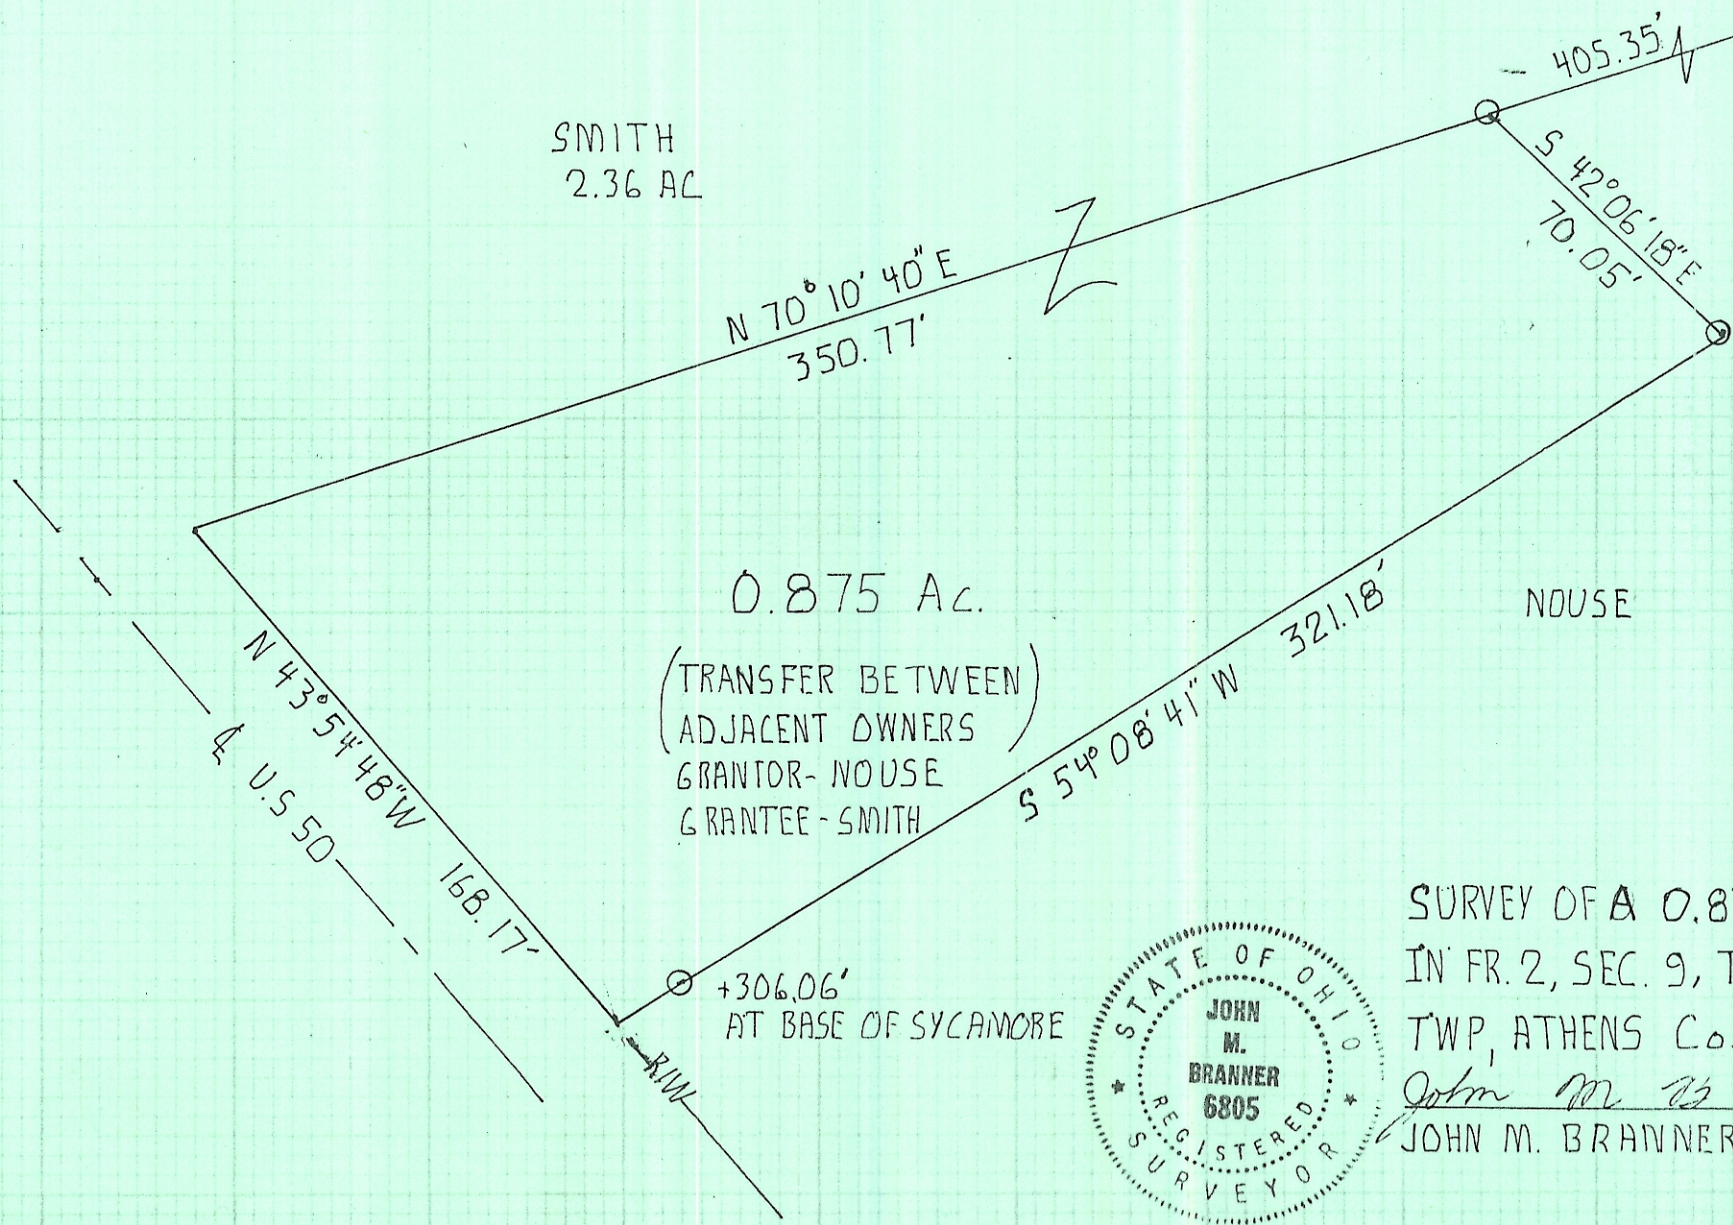 405.35'
SMITH
2.36 AC
S 42°06'18"E
70.05'
N 70°10'40"E
350.77'
0.875 Ac.
NOUSE
(TRANSFER BETWEEN
ADJACENT OWNERS)
GRANTOR-NOUSE
GRANTEE-SMITH
S 54°08'41"W 321.18'
N 43°54'48"W 168.17'
℄ U.S 50
+306.06'
AT BASE OF SYCAMORE
R/W
STATE OF OHIO
JOHN
M.
BRANNER
6805
REGISTERED
SURVEYOR
SURVEY OF A 0.8
IN FR. 2, SEC. 9, T
TWP, ATHENS Co.
John M B
JOHN M. BRANNER